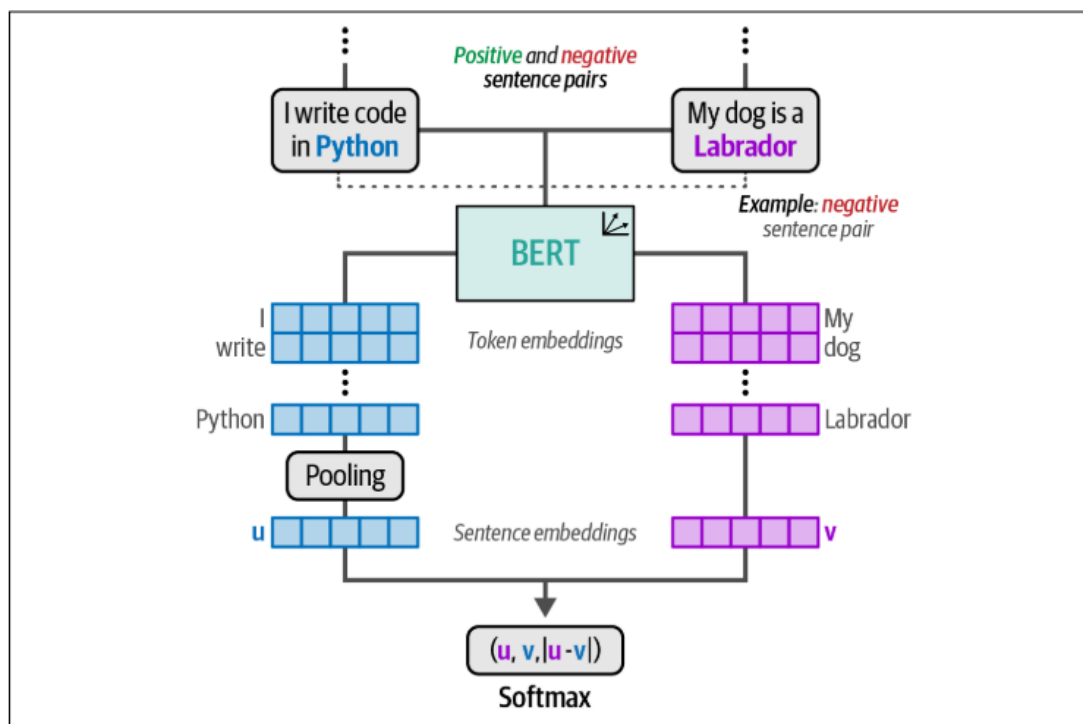 Positive and negative
sentence pairs
I write code
in Python
My dog is a
Labrador
Example: negative
sentence pair
BERT
I
write
Token embeddings
My
dog
Python
Labrador
Pooling
u
Sentence embeddings
v
(u, v,|u-v|)
Softmax